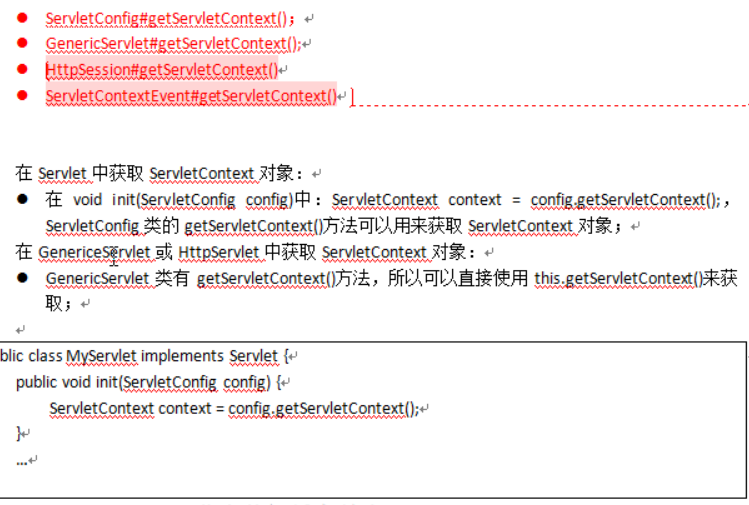 ● ServletConfig#getServletContext();
● GenericServlet#getServletContext();
● HttpSession#getServletContext()
● ServletContextEvent#getServletContext()
在 Servlet 中获取 ServletContext 对象：
● 在 void init(ServletConfig config)中：ServletContext context = config.getServletContext();，
ServletConfig 类的 getServletContext()方法可以用来获取 ServletContext 对象；
在 GenericeServlet 或 HttpServlet 中获取 ServletContext 对象：
● GenericServlet 类有 getServletContext()方法，所以可以直接使用 this.getServletContext()来获
取；
blic class MyServlet implements Servlet {
public void init(ServletConfig config) {
ServletContext context = config.getServletContext();
}
…